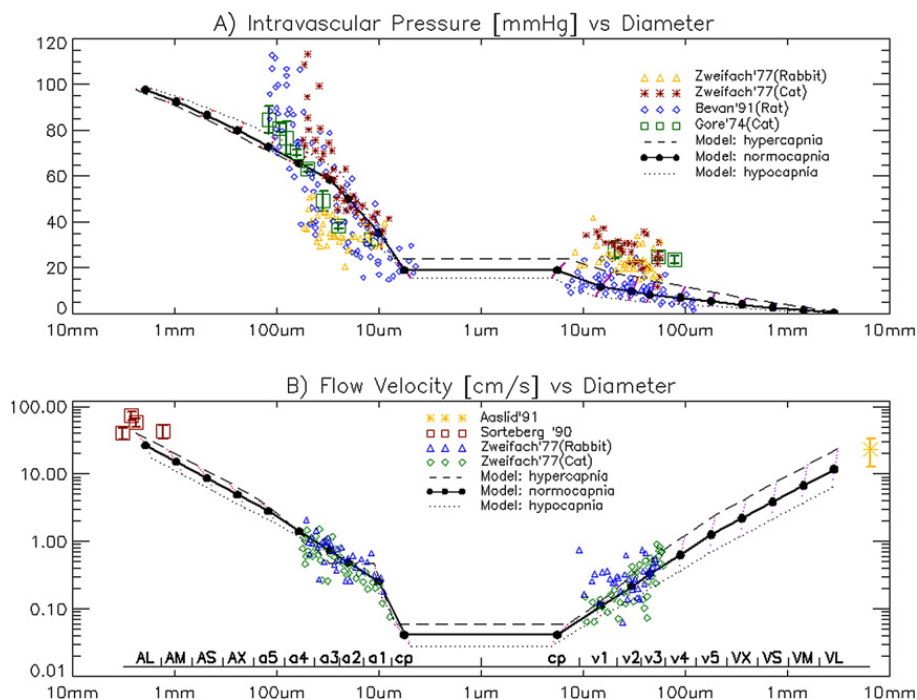 A) Intravascular Pressure [mmHg] vs Diameter
120
100
80
60
40
20
0
Zweifach'77(Rabbit)
Zweifach'77(Cat)
Bevan'91(Rat)
Gore'74(Cat)
Model: hypercapnia
Model: normocapnia
Model: hypocapnia
10mm 1mm 100um 10um 1um 10um 100um 1mm 10mm
B) Flow Velocity [cm/s] vs Diameter
100.00
10.00
1.00
0.10
0.01
Aaslid'91
Sorteberg '90
Zweifach'77(Rabbit)
Zweifach'77(Cat)
Model: hypercapnia
Model: normocapnia
Model: hypocapnia
AL AM AS AX a5 a4 a3 a2 a1 cp cp v1 v2 v3 v4 v5 VX VS VM VL
10mm 1mm 100um 10um 1um 10um 100um 1mm 10mm